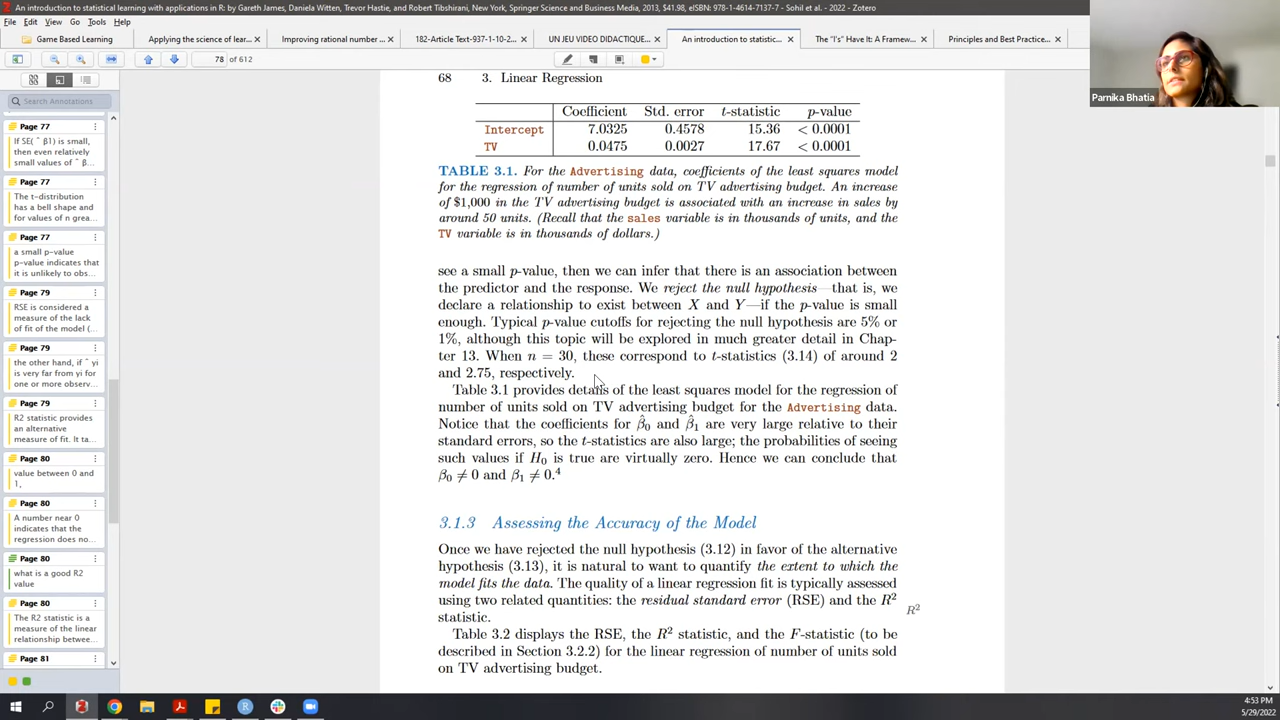 An introduction to statistical learning with applications in R: by Gareth James, Daniela Witten, Trevor Hastie, and Robert Tibshirani, New York, Springer Science and Business Media, 2013, $41.98, eISBN: 978-1-4614-7137-7 - Sohil et al. - 2022 - Zotero
File Edit View Go Tools Help
Game Based Learning
Applying the science of lear...
Improving rational number ...
182-Article Text-937-1-10-2...
UN JEU VIDEO DIDACTIQUE...
An introduction to statistic...
The "I's" Have It: A Framew...
Principles and Best Practice...
78 of 612
Search Annotations
Page 77
If SE( ˆ β1) is small,
then even relatively
small values of ˆ β...
Page 77
The t-distribution
has a bell shape and
for values of n grea...
Page 77
a small p-value
p-value indicates that
it is unlikely to obs...
Page 79
RSE is considered a
measure of the lack
of fit of the model (...
Page 79
the other hand, if ˆ yi
is very far from yi for
one or more observ...
Page 79
R2 statistic provides
an alternative
measure of fit. It ta...
Page 80
value between 0 and
1,
Page 80
A number near 0
indicates that the
regression does no...
Page 80
what is a good R2
value
Page 80
The R2 statistic is a
measure of the linear
relationship betwee...
Page 81
68 3. Linear Regression
Coefficient Std. error t-statistic p-value
Intercept 7.0325 0.4578 15.36 < 0.0001
TV 0.0475 0.0027 17.67 < 0.0001
TABLE 3.1. For the Advertising data, coefficients of the least squares model
for the regression of number of units sold on TV advertising budget. An increase
of $1,000 in the TV advertising budget is associated with an increase in sales by
around 50 units. (Recall that the sales variable is in thousands of units, and the
TV variable is in thousands of dollars.)
see a small p-value, then we can infer that there is an association between
the predictor and the response. We reject the null hypothesis—that is, we
declare a relationship to exist between X and Y—if the p-value is small
enough. Typical p-value cutoffs for rejecting the null hypothesis are 5% or
1%, although this topic will be explored in much greater detail in Chap-
ter 13. When n = 30, these correspond to t-statistics (3.14) of around 2
and 2.75, respectively.
Table 3.1 provides details of the least squares model for the regression of
number of units sold on TV advertising budget for the Advertising data.
Notice that the coefficients for β̂0 and β̂1 are very large relative to their
standard errors, so the t-statistics are also large; the probabilities of seeing
such values if H0 is true are virtually zero. Hence we can conclude that
β0 ≠ 0 and β1 ≠ 0.4
3.1.3 Assessing the Accuracy of the Model
Once we have rejected the null hypothesis (3.12) in favor of the alternative
hypothesis (3.13), it is natural to want to quantify the extent to which the
model fits the data. The quality of a linear regression fit is typically assessed
using two related quantities: the residual standard error (RSE) and the R2
R2
statistic.
Table 3.2 displays the RSE, the R2 statistic, and the F-statistic (to be
described in Section 3.2.2) for the linear regression of number of units sold
on TV advertising budget.
Parnika Bhatia
4:53 PM
5/29/2022